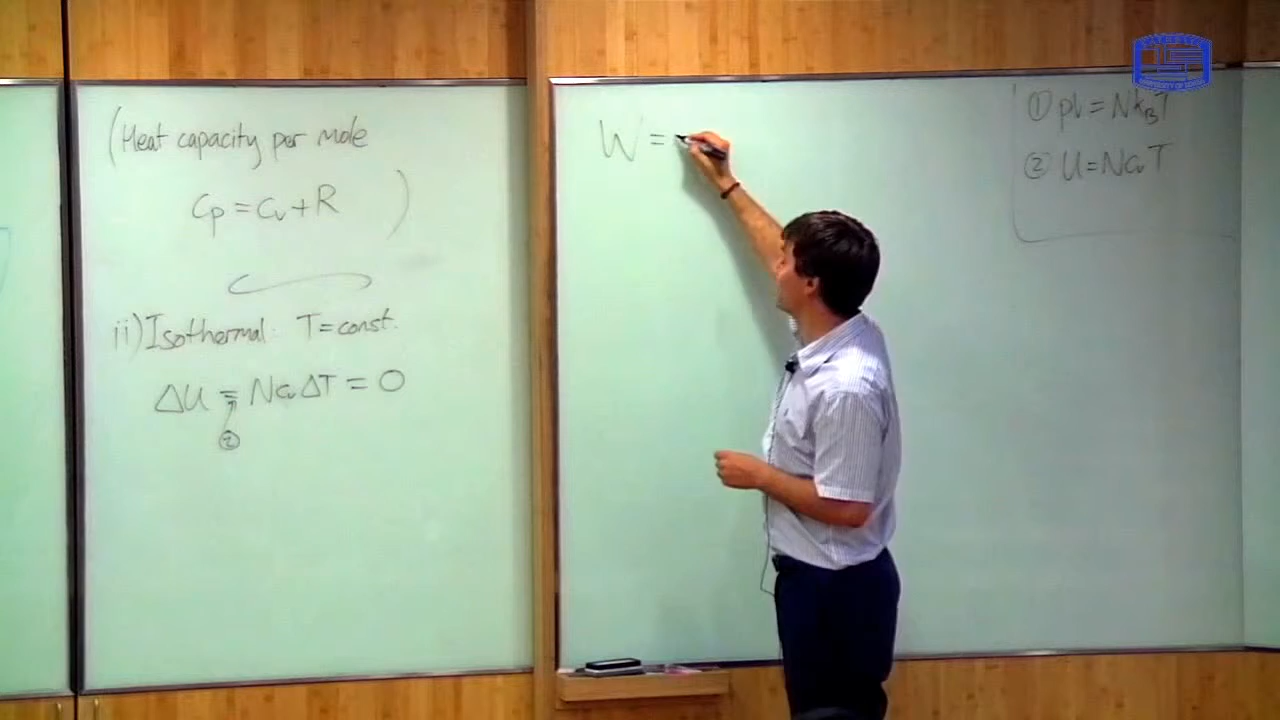 (Heat capacity per mole
Cp = Cv + R )
ii) Isothermal: T = const.
ΔU = NcvΔT = 0
②
W =
① pV = NkBT
② U = NcvT